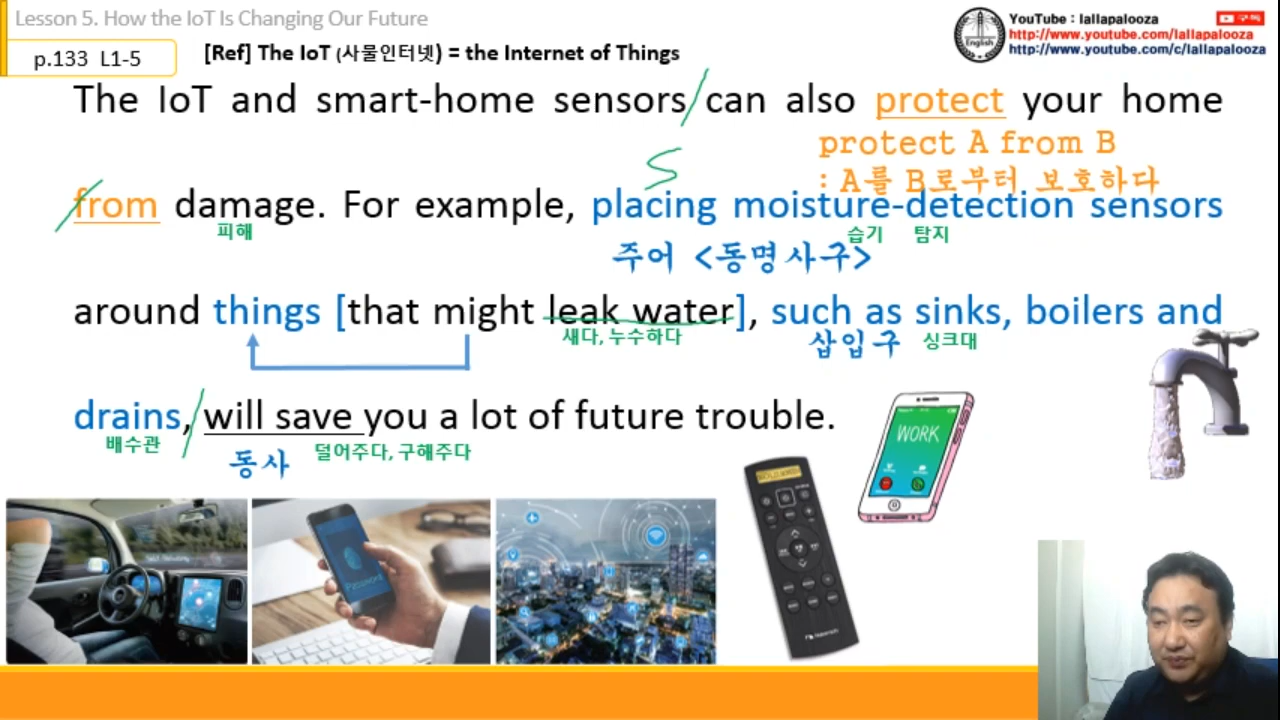 Lesson 5. How the IoT Is Changing Our Future
p.133 L1-5
[Ref] The IoT (사물인터넷) = the Internet of Things
English
YouTube : lallapalooza
구독
http://www.youtube.com/lallapalooza
http://www.youtube.com/c/lallapalooza
The IoT and smart-home sensors/can also protect your home
protect A from B
: A를 B로부터 보호하다
S
from damage. For example, placing moisture-detection sensors
피해
습기 탐지
주어 <동명사구>
around things [that might leak water], such as sinks, boilers and
새다, 누수하다
삽입구
싱크대
drains,/will save you a lot of future trouble.
배수관
동사
덜어주다, 구해주다
WORK
Password